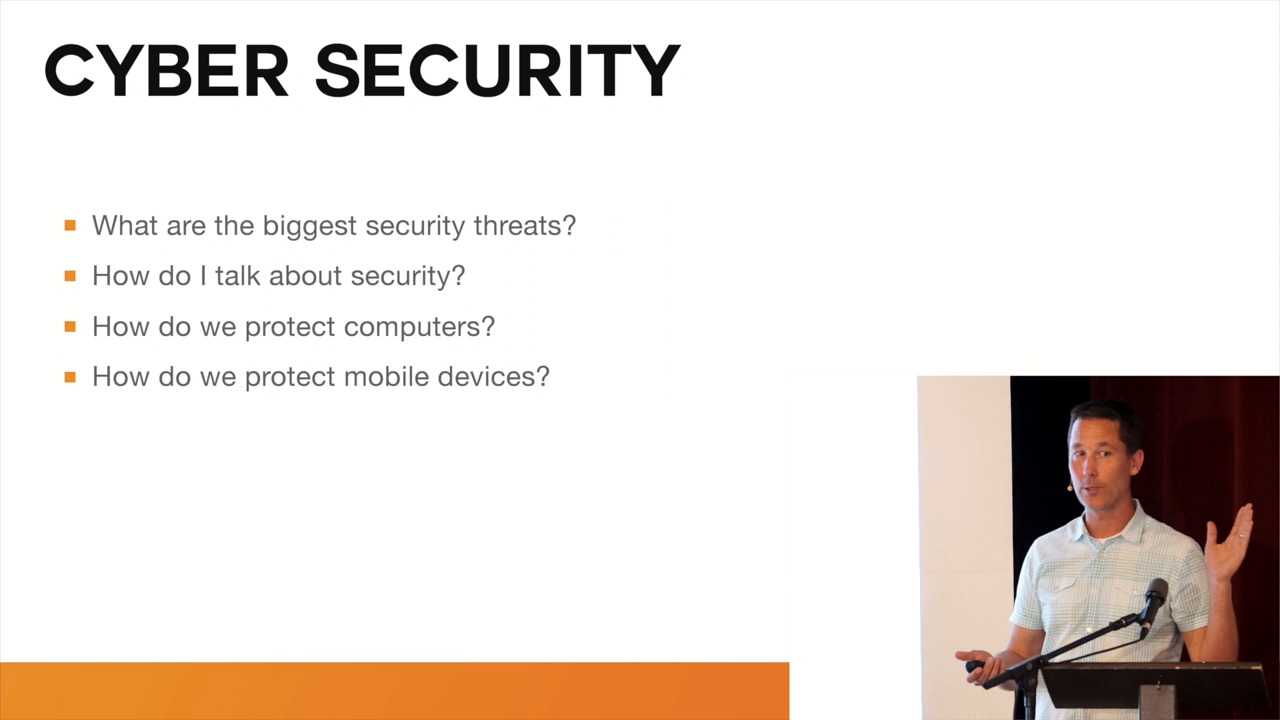 CYBER SECURITY
What are the biggest security threats?
How do I talk about security?
How do we protect computers?
How do we protect mobile devices?